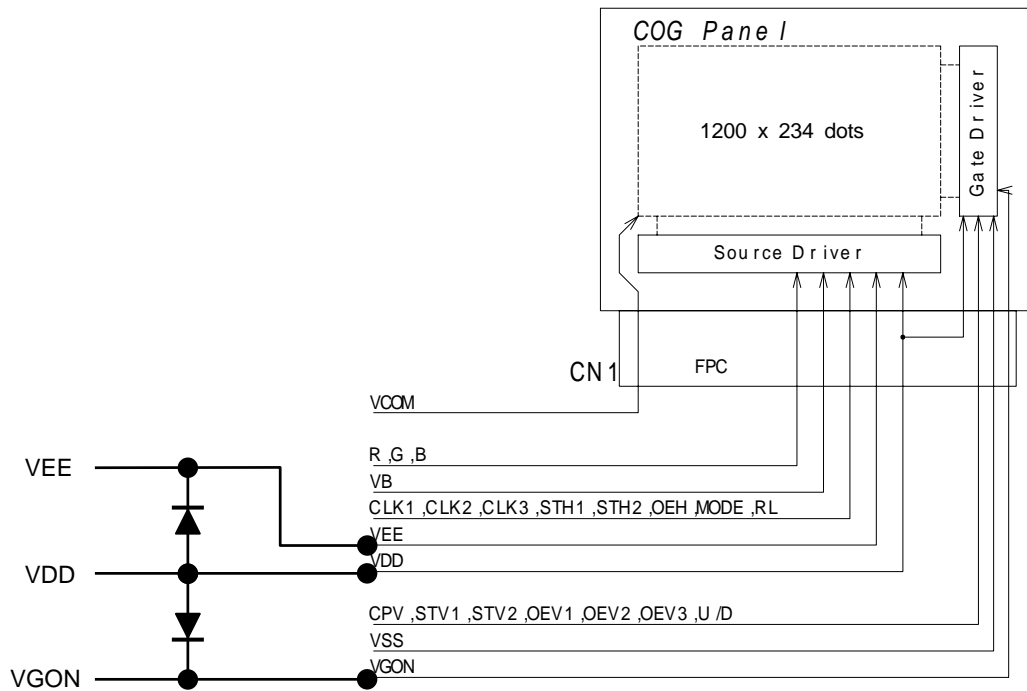 COG Panel
1200 x 234 dots
Gate Driver
Source Driver
CN1
FPC
VCOM
R ,G ,B
VB
CLK1 ,CLK2 ,CLK3 ,STH1 ,STH2 ,OEH ,MODE ,RL
VEE
VEE
VDD
VDD
CPV ,STV1 ,STV2 ,OEV1 ,OEV2 ,OEV3 ,U /D
VSS
VGON
VGON